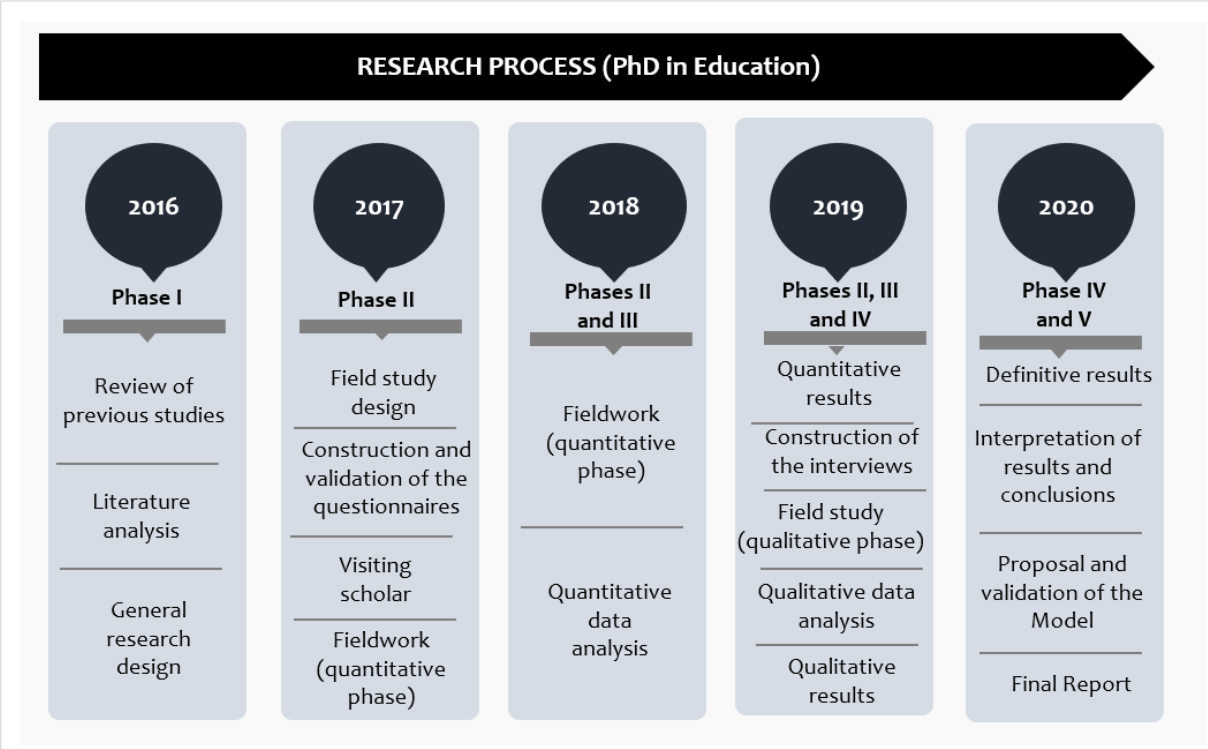 RESEARCH PROCESS (PhD in Education)
2016
Phase I
Review of
previous studies
Literature
analysis
General
research
design
2017
Phase II
Field study
design
Construction and
validation of the
questionnaires
Visiting
scholar
Fieldwork
(quantitative
phase)
2018
Phases II
and III
Fieldwork
(quantitative
phase)
Quantitative
data
analysis
2019
Phases II, III
and IV
Quantitative
results
Construction of
the interviews
Field study
(qualitative phase)
Qualitative data
analysis
Qualitative
results
2020
Phase IV
and V
Definitive results
Interpretation of
results and
conclusions
Proposal and
validation of the
Model
Final Report